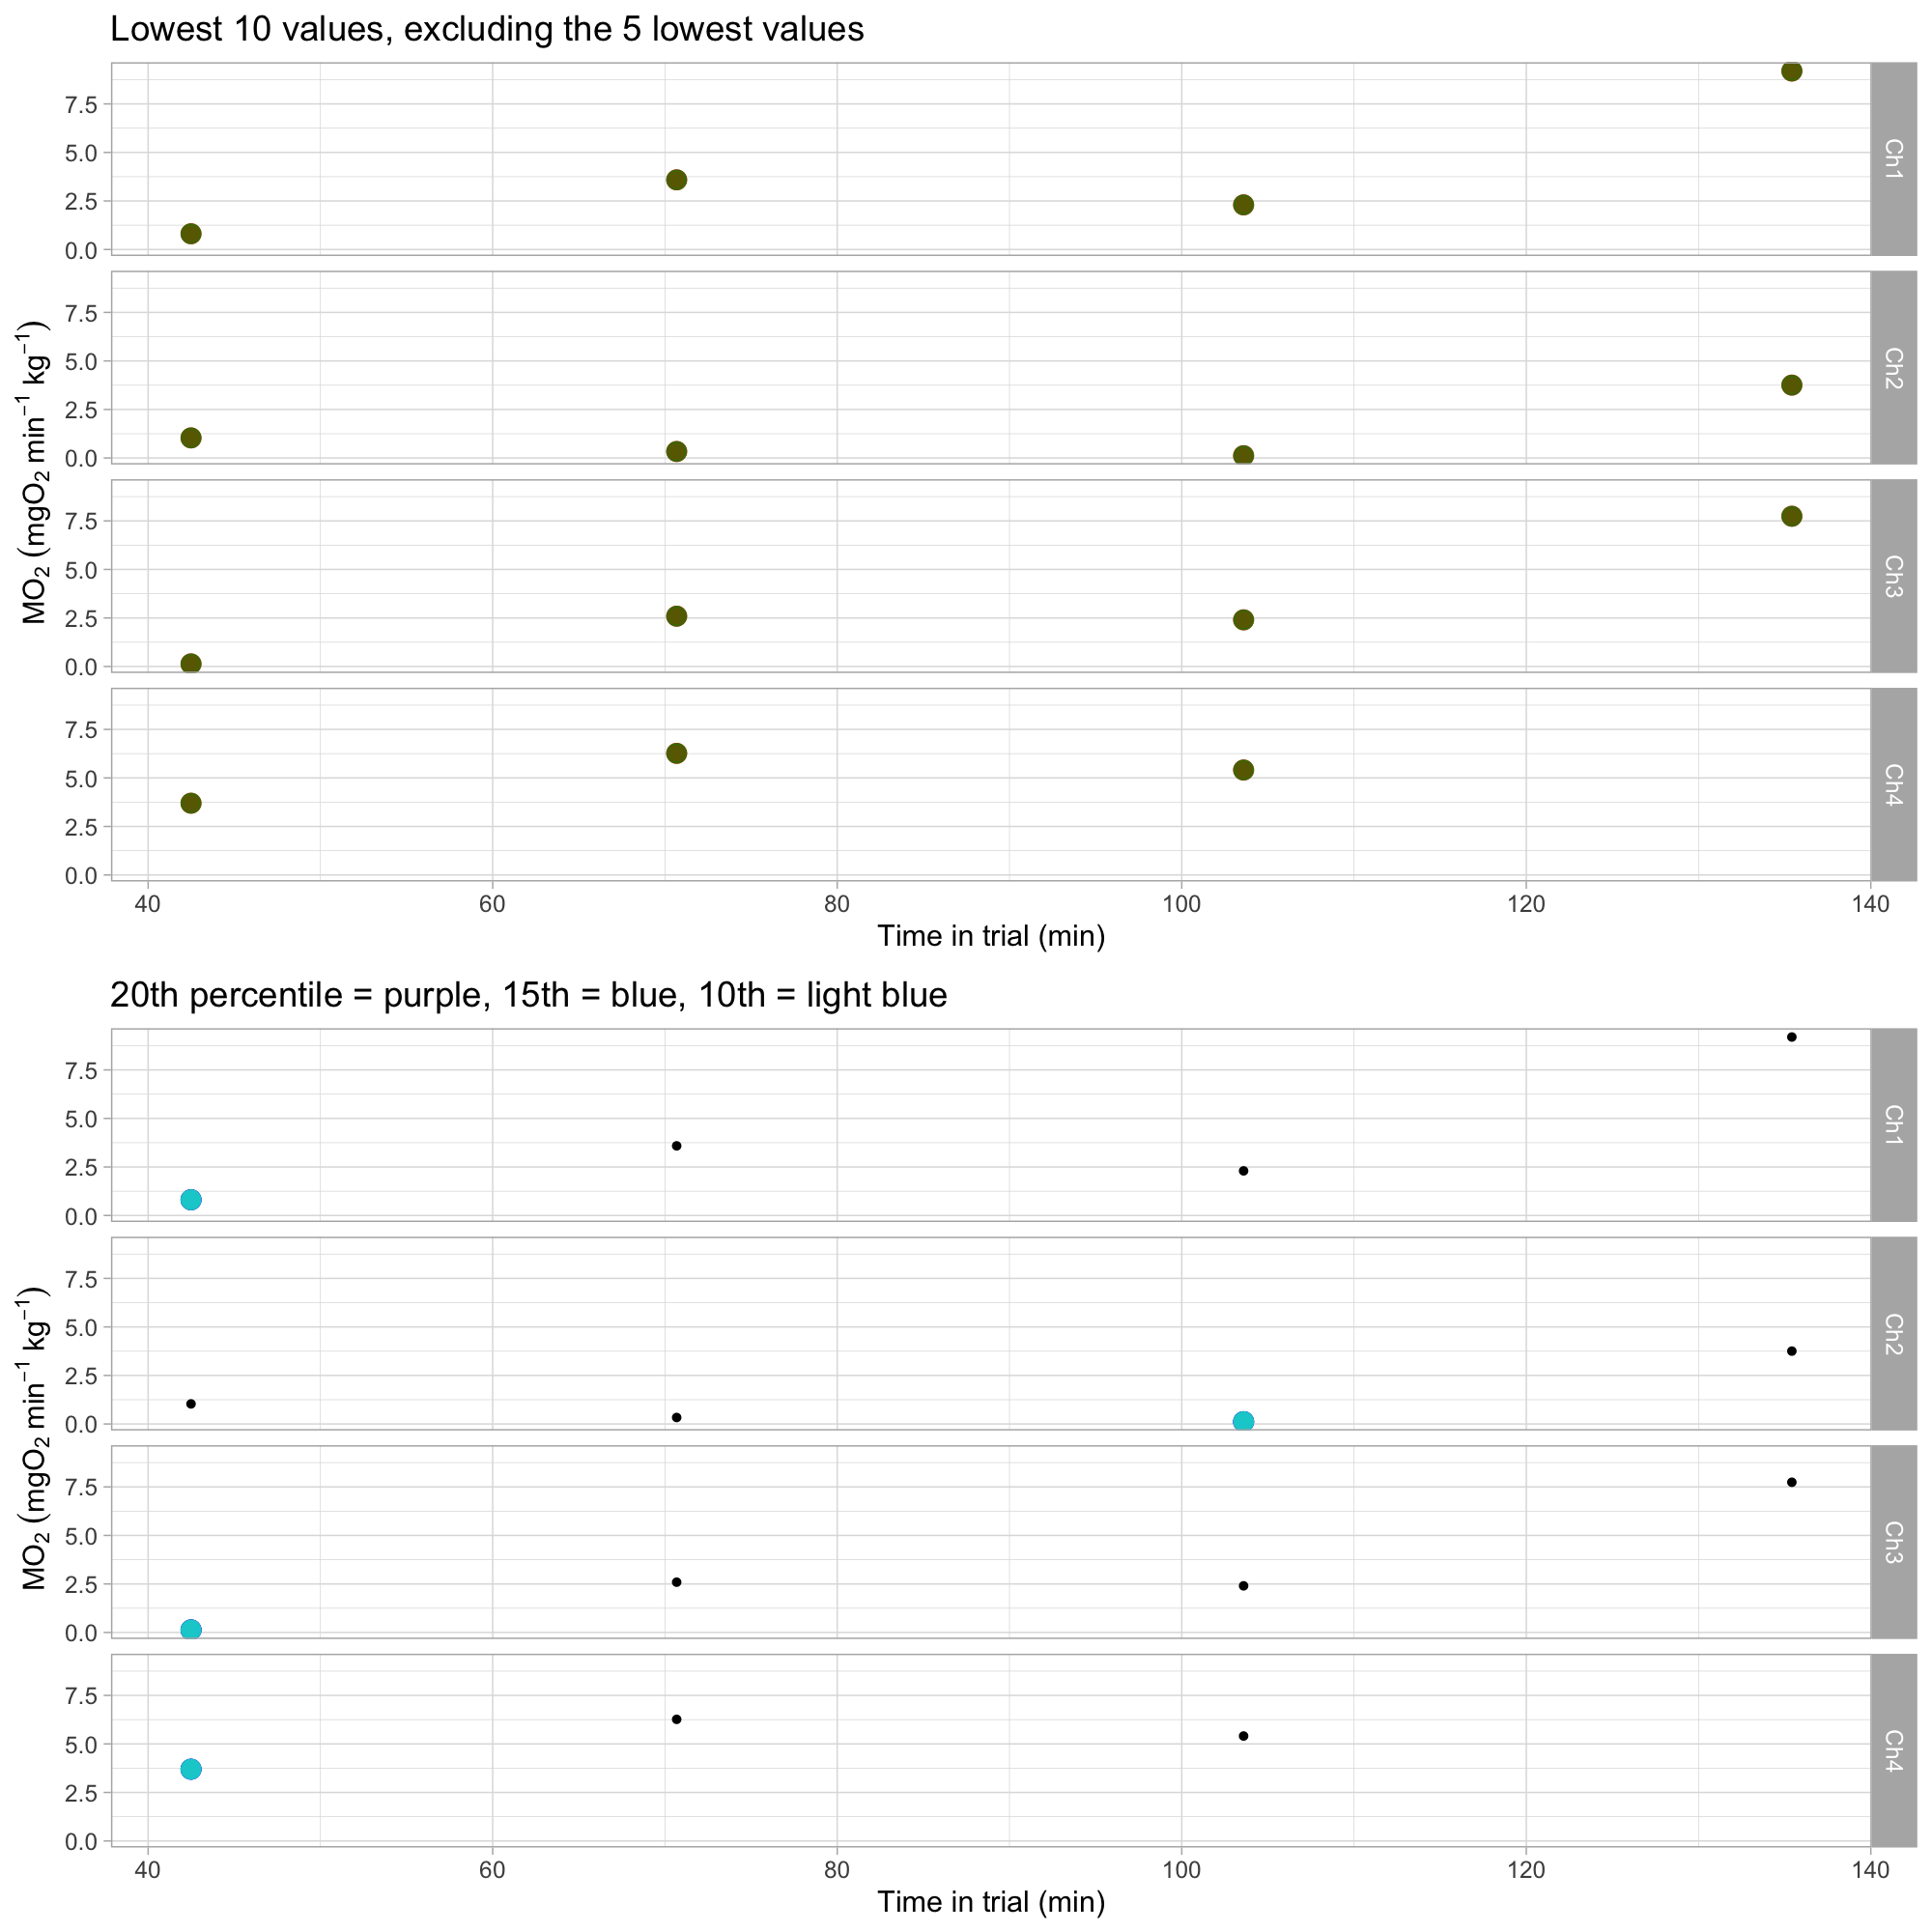 Lowest 10 values, excluding the 5 lowest values
7.5
5.0
2.5
0.0
Ch1
7.5
5.0
2.5
0.0
Ch2
7.5
5.0
2.5
0.0
Ch3
7.5
5.0
2.5
0.0
Ch4
MO₂ (mgO₂ min⁻¹ kg⁻¹)
40 60 80 100 120 140
Time in trial (min)
20th percentile = purple, 15th = blue, 10th = light blue
7.5
5.0
2.5
0.0
Ch1
7.5
5.0
2.5
0.0
Ch2
7.5
5.0
2.5
0.0
Ch3
7.5
5.0
2.5
0.0
Ch4
MO₂ (mgO₂ min⁻¹ kg⁻¹)
40 60 80 100 120 140
Time in trial (min)